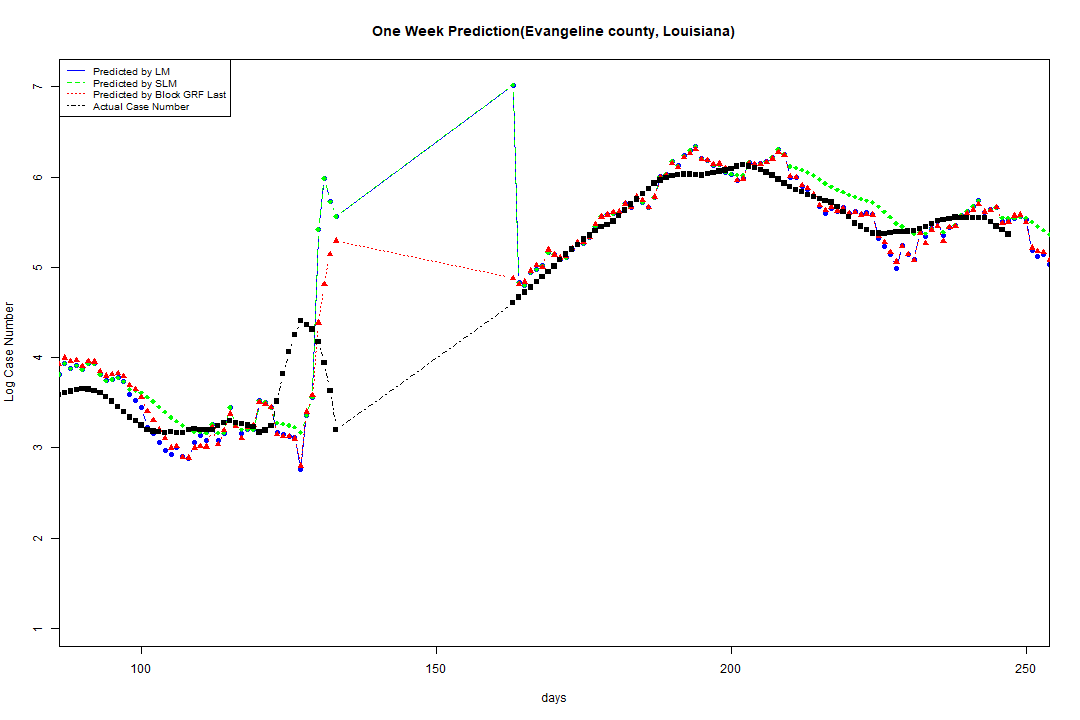 One Week Prediction(Evangeline county, Louisiana)
Predicted by LM
Predicted by SLM
Predicted by Block GRF Last
Actual Case Number
7
6
5
4
3
2
1
Log Case Number
100
150
200
250
days